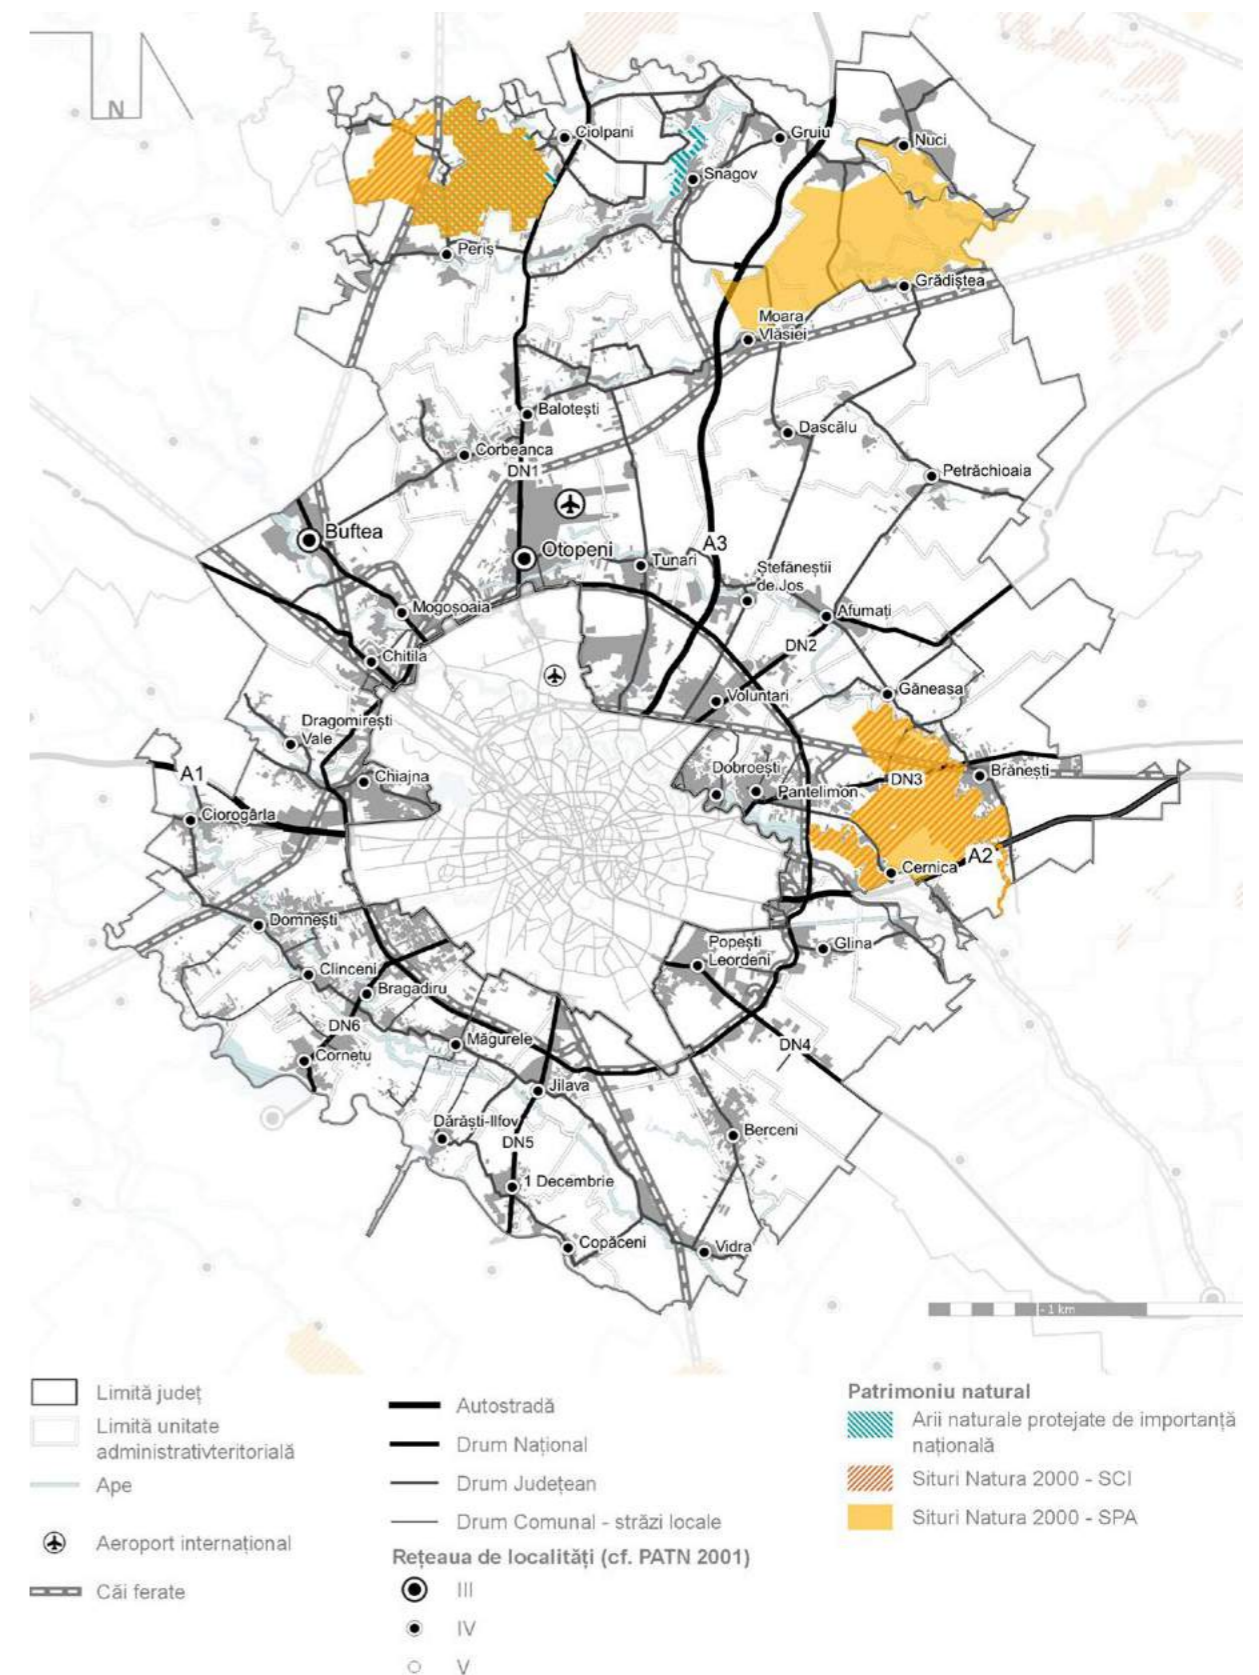 N
Ciolpani
Gruiu
Nuci
Snagov
Periș
Grădiștea
Moara
Vlăsiei
Balotești
Corbeanca
DN1
Dascălu
Petrăchioaia
Buftea
Otopeni
Tunari
A3
Ștefăneștii
de Jos
Mogoșoaia
Afumați
DN2
Chitila
Găneasa
Voluntari
Dragomirești
Vale
A1
Chiajna
Dobroești
Pantelimon
DN3
Brănești
Ciorogârla
Cernica
A2
Domnești
Popești
Leordeni
Glina
Clinceni
Bragadiru
DN6
Măgurele
DN4
Cornetu
Jilava
Dărăști-Ilfov
DN5
Berceni
1 Decembrie
Copăceni
Vidra
1 km
Limită județ
Limită unitate
administrativteritorială
Ape
Aeroport internațional
Căi ferate
Autostradă
Drum Național
Drum Județean
Drum Comunal - străzi locale
Rețeaua de localități (cf. PATN 2001)
III
IV
V
Patrimoniu natural
Arii naturale protejate de importanță
națională
Situri Natura 2000 - SCI
Situri Natura 2000 - SPA